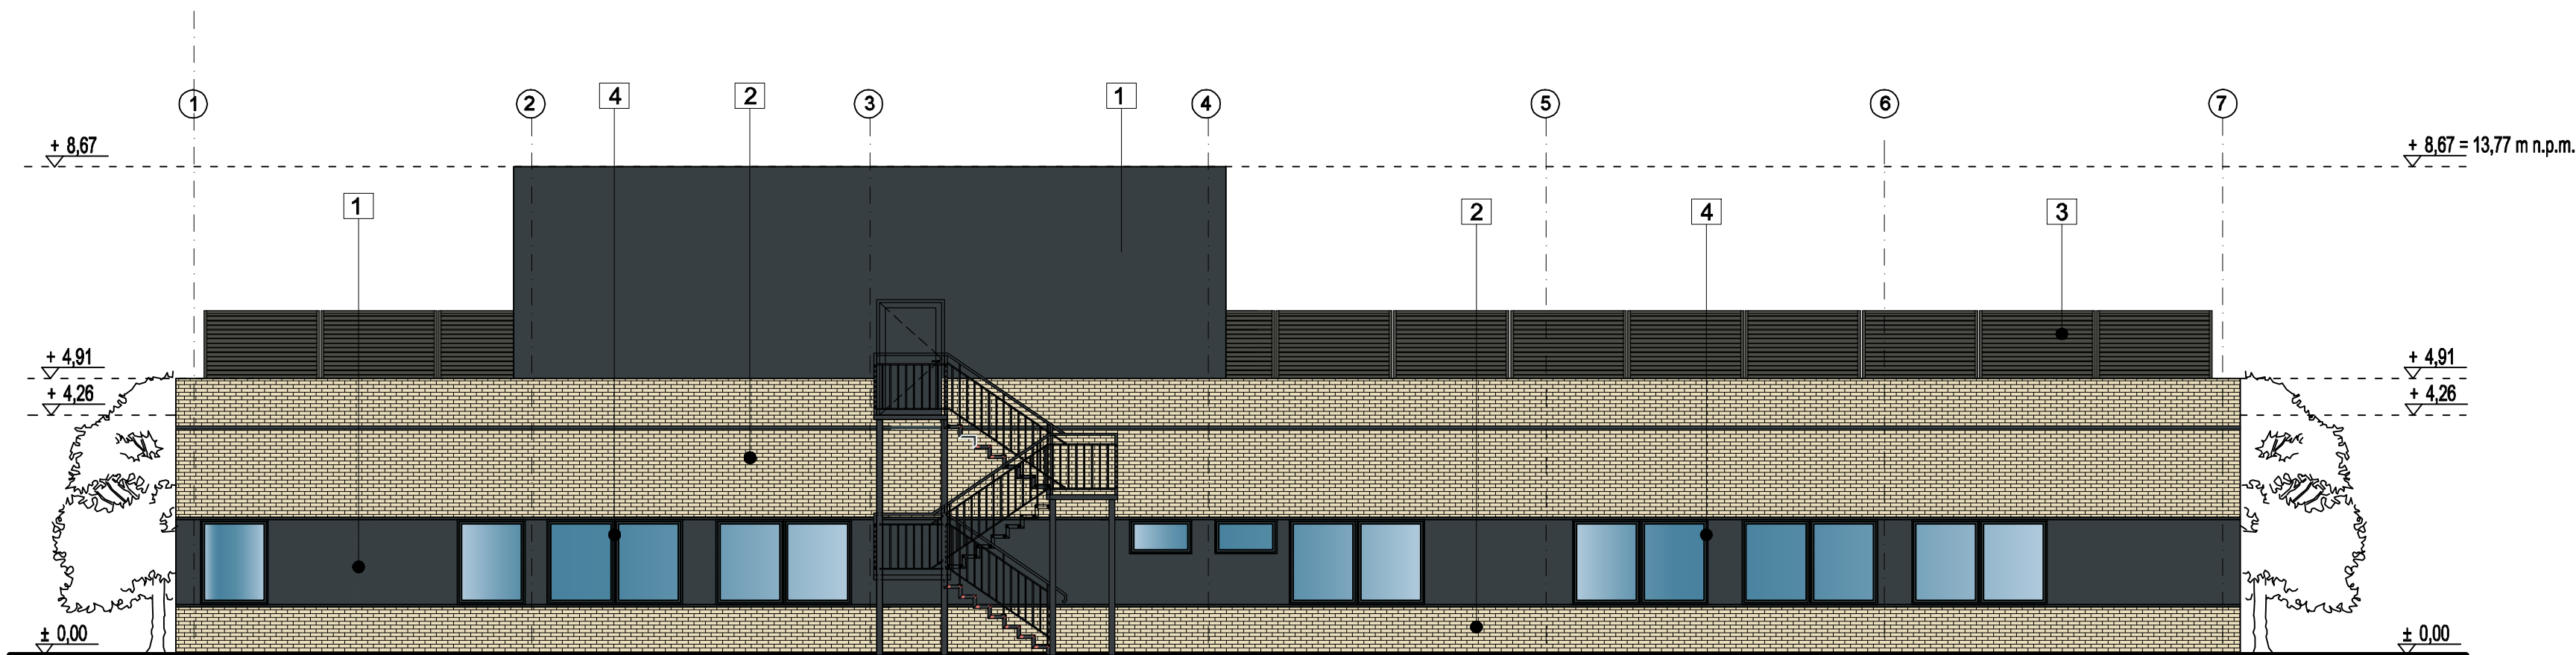 1 2 4 2 3 1 4 5 6 7
+ 8,67 + 8,67 = 13,77 m n.p.m.
1 2 4 3
+ 4,91 + 4,91
+ 4,26 + 4,26
± 0,00 ± 0,00